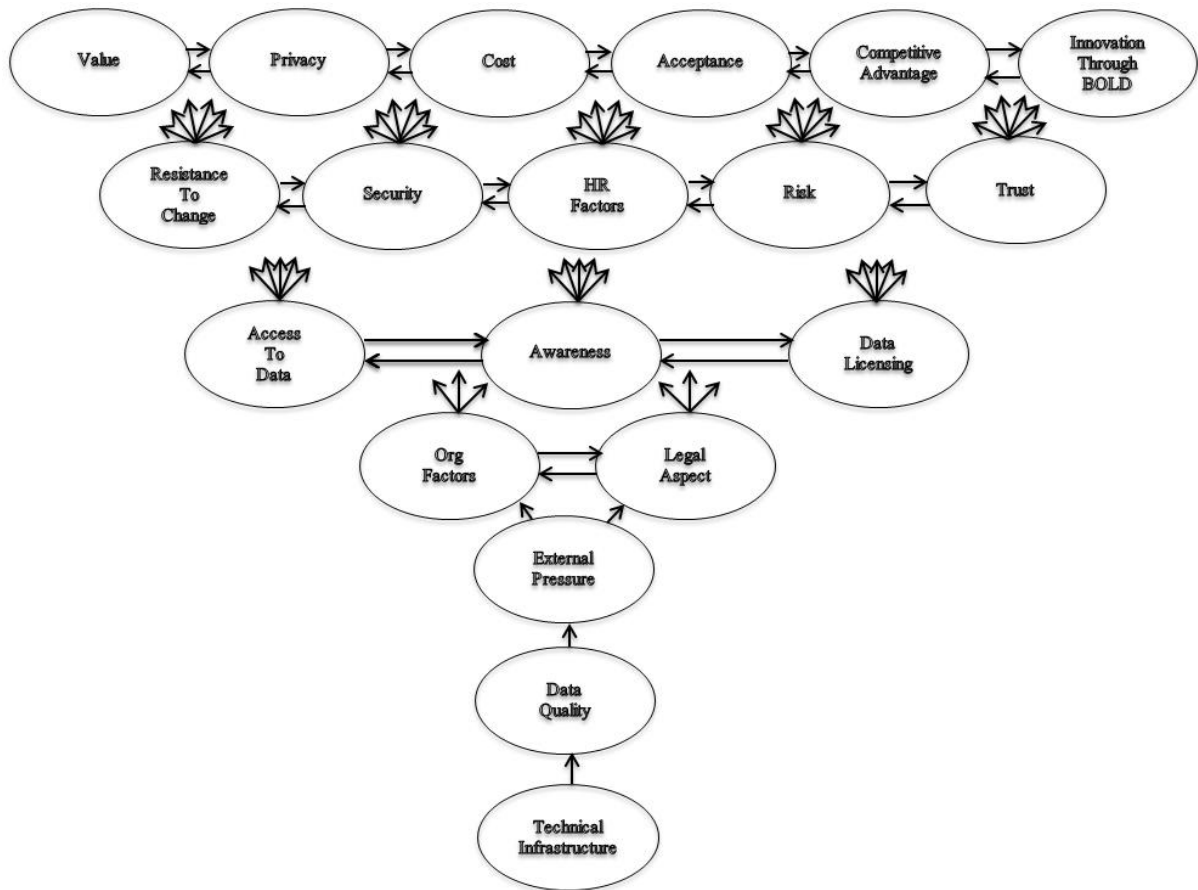 Value
Privacy
Cost
Acceptance
Competitive
Advantage
Innovation
Through
BOLD
Resistance
To
Change
Security
HR
Factors
Risk
Trust
Access
To
Data
Awareness
Data
Licensing
Org
Factors
Legal
Aspect
External
Pressure
Data
Quality
Technical
Infrastructure